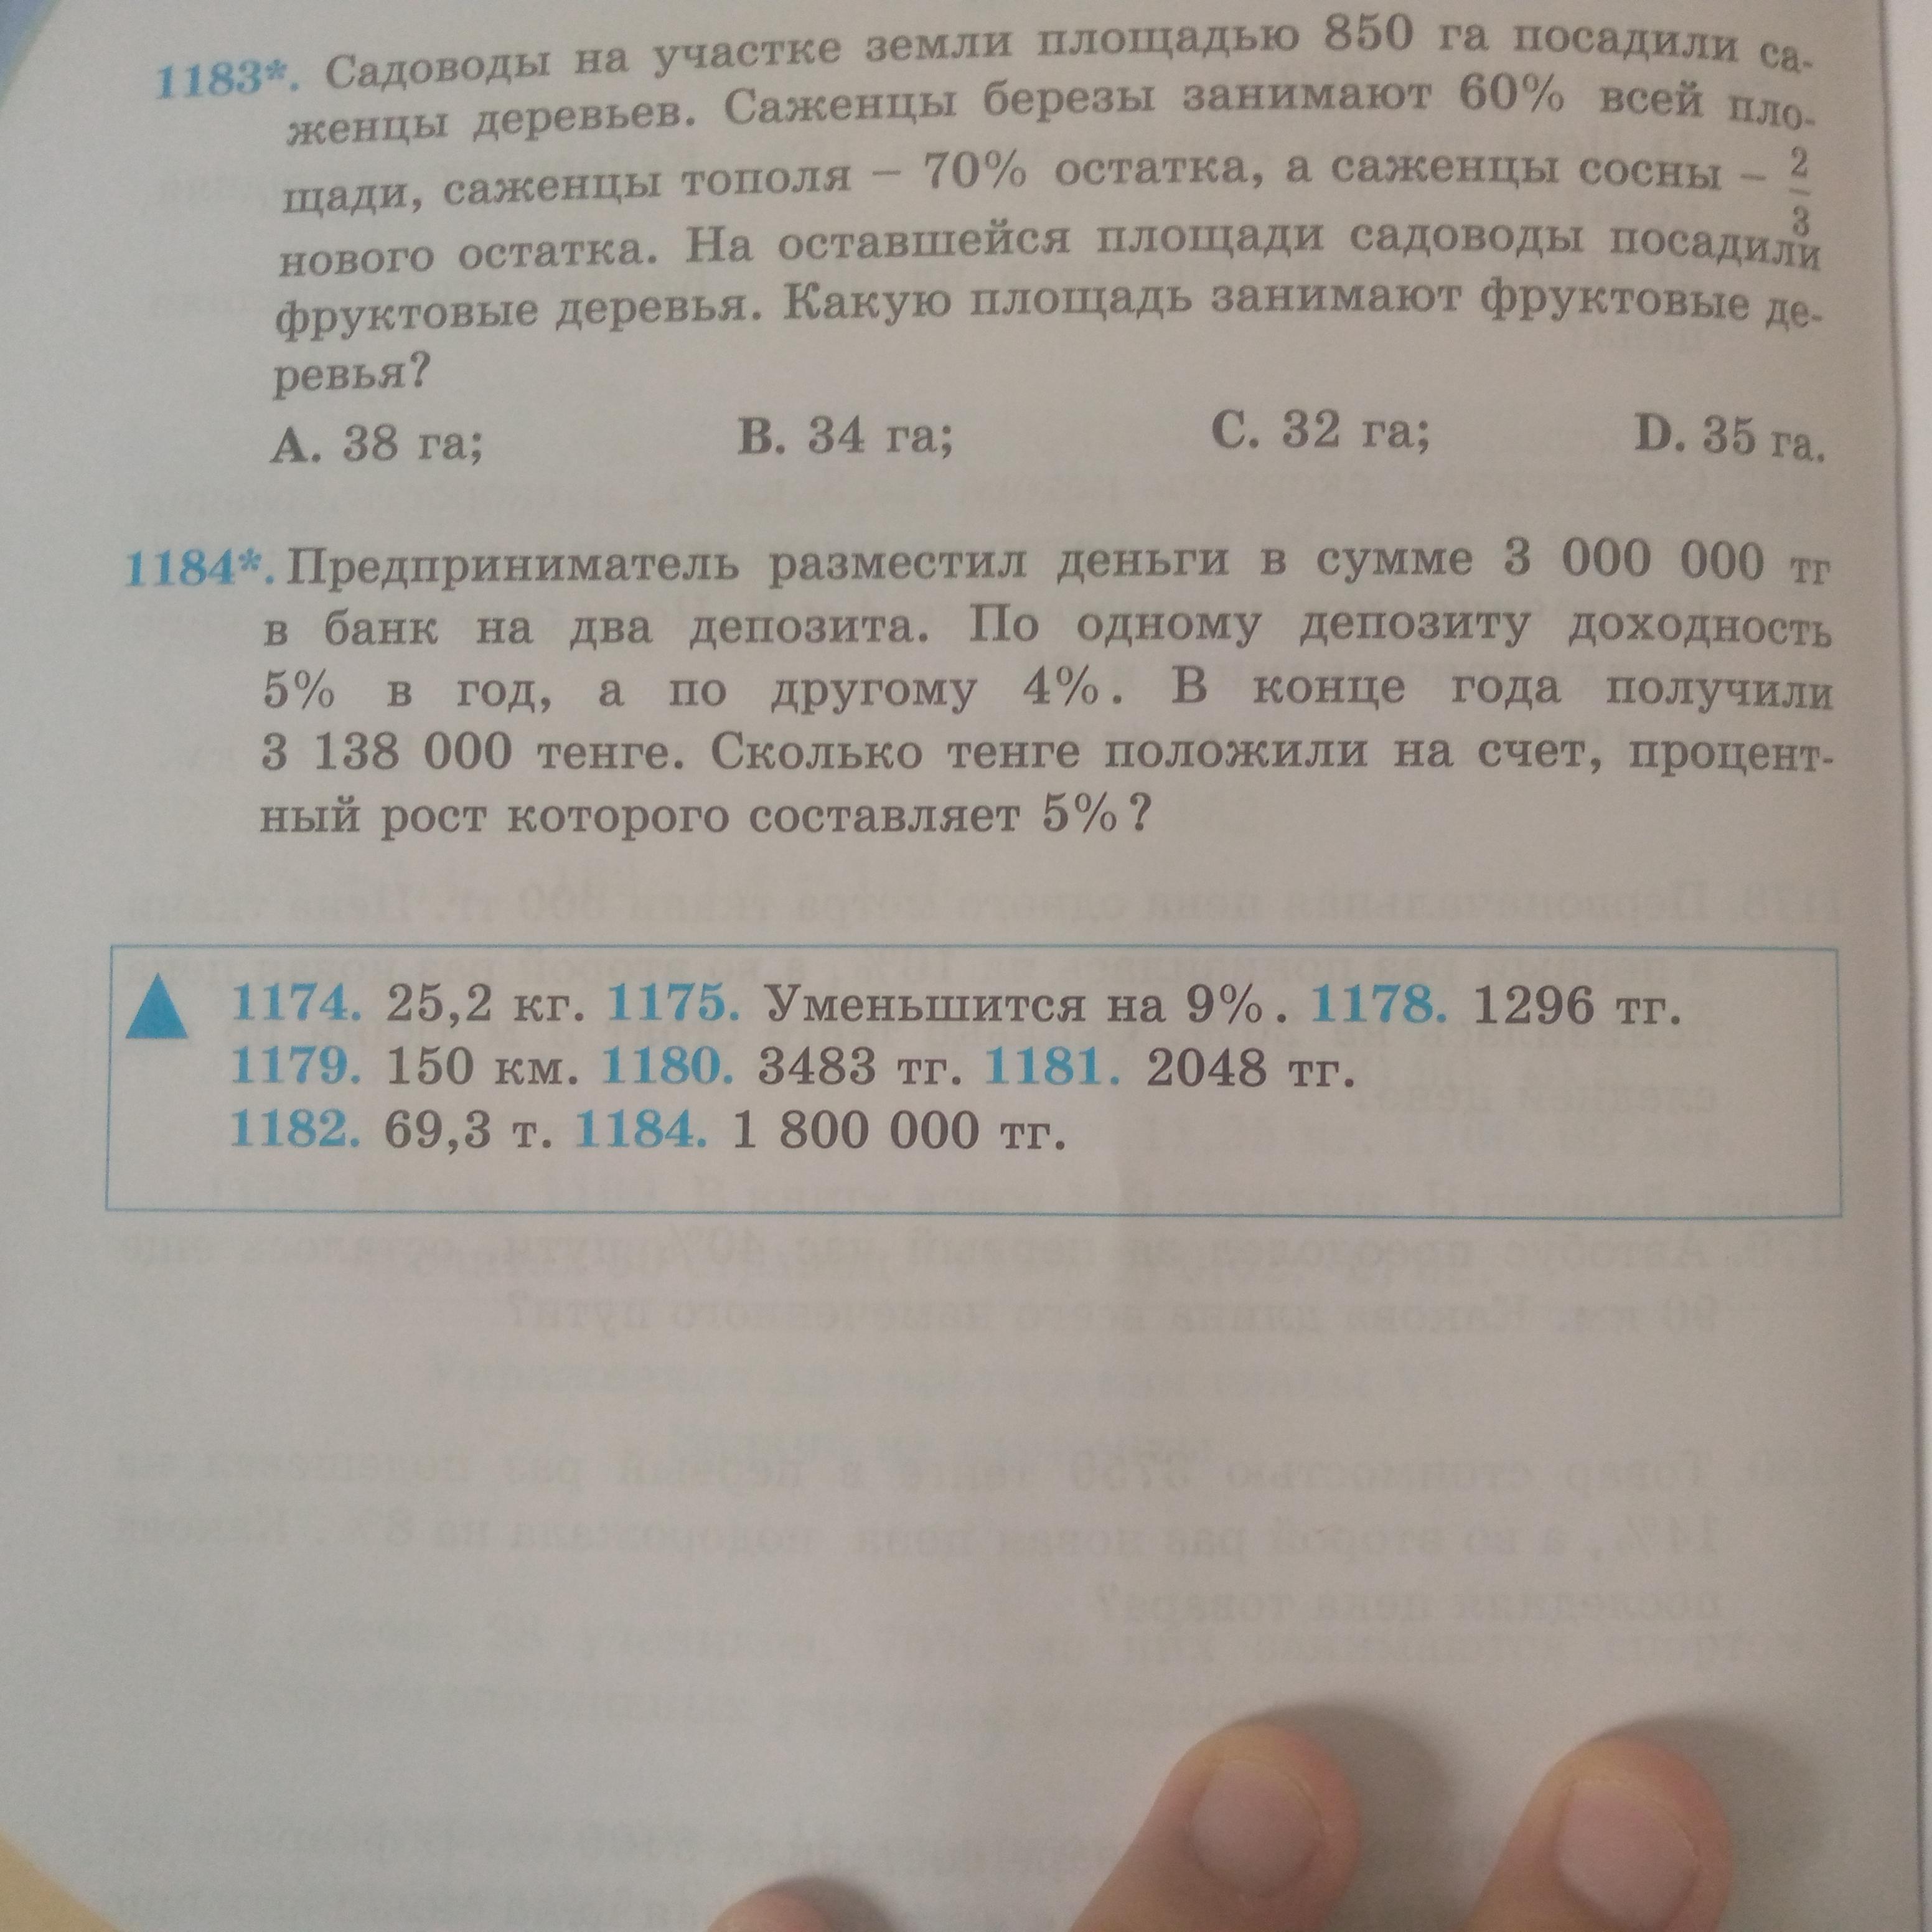 1183*. Садоводы на участке земли площадью 850 га посадили са-
женцы деревьев. Саженцы березы занимают 60% всей пло-
щади, саженцы тополя – 70% остатка, а саженцы сосны – 2/3
нового остатка. На оставшейся площади садоводы посадили
фруктовые деревья. Какую площадь занимают фруктовые де-
ревья?
A. 38 га; B. 34 га; C. 32 га; D. 35 га.
1184*. Предприниматель разместил деньги в сумме 3 000 000 тг
в банк на два депозита. По одному депозиту доходность
5% в год, а по другому 4%. В конце года получили
3 138 000 тенге. Сколько тенге положили на счет, процент-
ный рост которого составляет 5%?
1174. 25,2 кг. 1175. Уменьшится на 9%. 1178. 1296 тг.
1179. 150 км. 1180. 3483 тг. 1181. 2048 тг.
1182. 69,3 т. 1184. 1 800 000 тг.